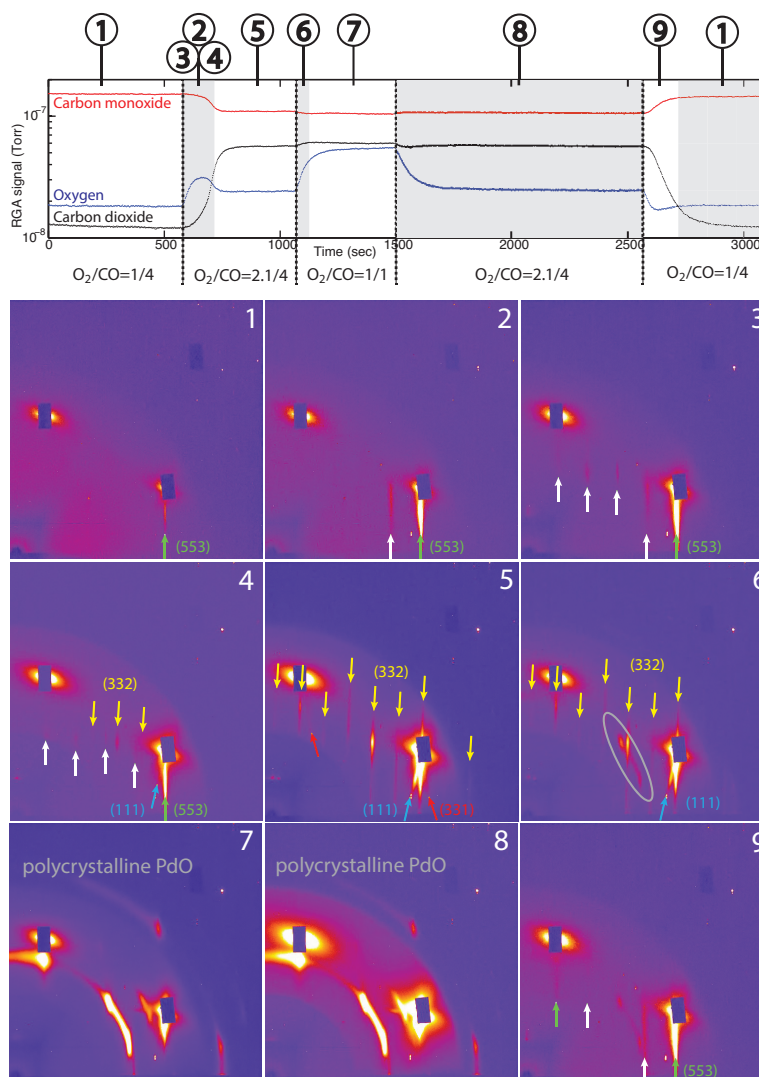 1 2 3 4 5 6 7 8 9 1
RGA signal (Torr)
10⁻⁷
10⁻⁸
Carbon monoxide
Oxygen
Carbon dioxide
0 500 1000 1500 2000 2500 3000
Time (sec)
O₂/CO=1/4 O₂/CO=2.1/4 O₂/CO=1/1 O₂/CO=2.1/4 O₂/CO=1/4
1 2 3
(553) (553) (553)
4 5 6
(332) (332) (332)
(111) (111) (331) (111)
(553)
7 8 9
polycrystalline PdO polycrystalline PdO
(553)